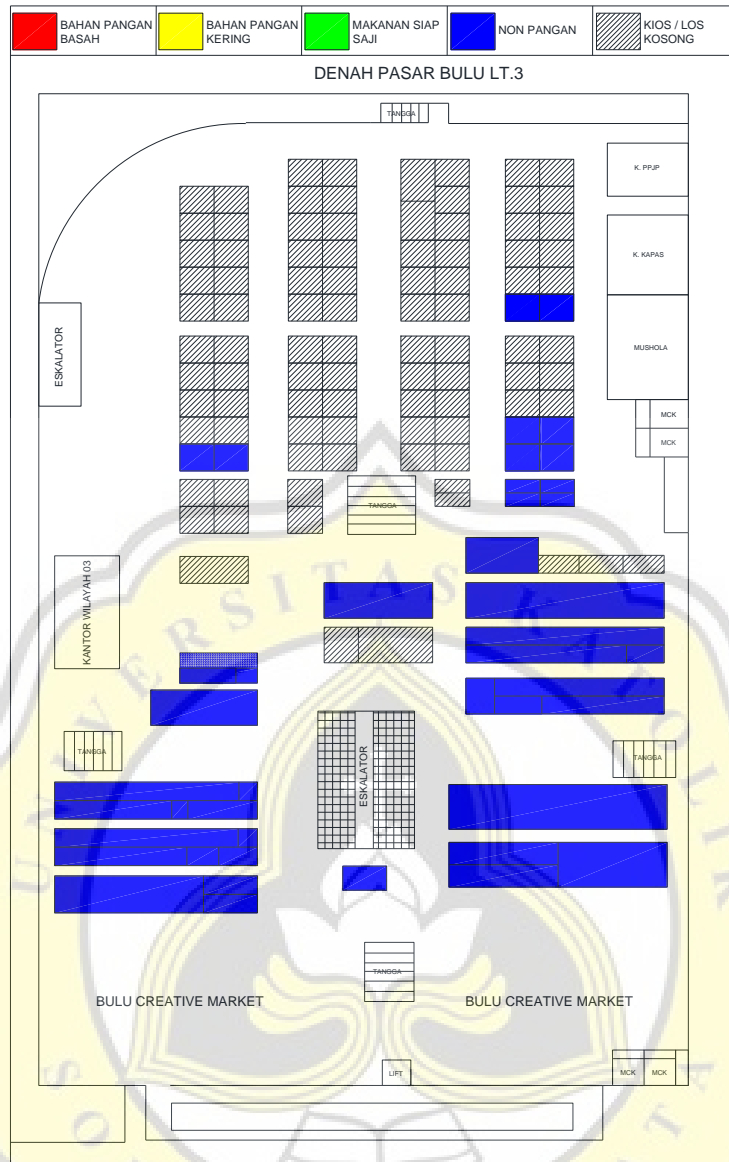 BAHAN PANGAN
BASAH
BAHAN PANGAN
KERING
MAKANAN SIAP
SAJI
NON PANGAN
KIOS / LOS
KOSONG
DENAH PASAR BULU LT.3
TANGGA
K. PPJP
K. KAPAS
MUSHOLA
ESKALATOR
MCK
MCK
TANGGA
KANTOR WILAYAH 03
UNIVERSITAS KATOLIK
TANGGA
ESKALATOR
TANGGA
TANGGA
BULU CREATIVE MARKET
BULU CREATIVE MARKET
LIFT
MCK
MCK